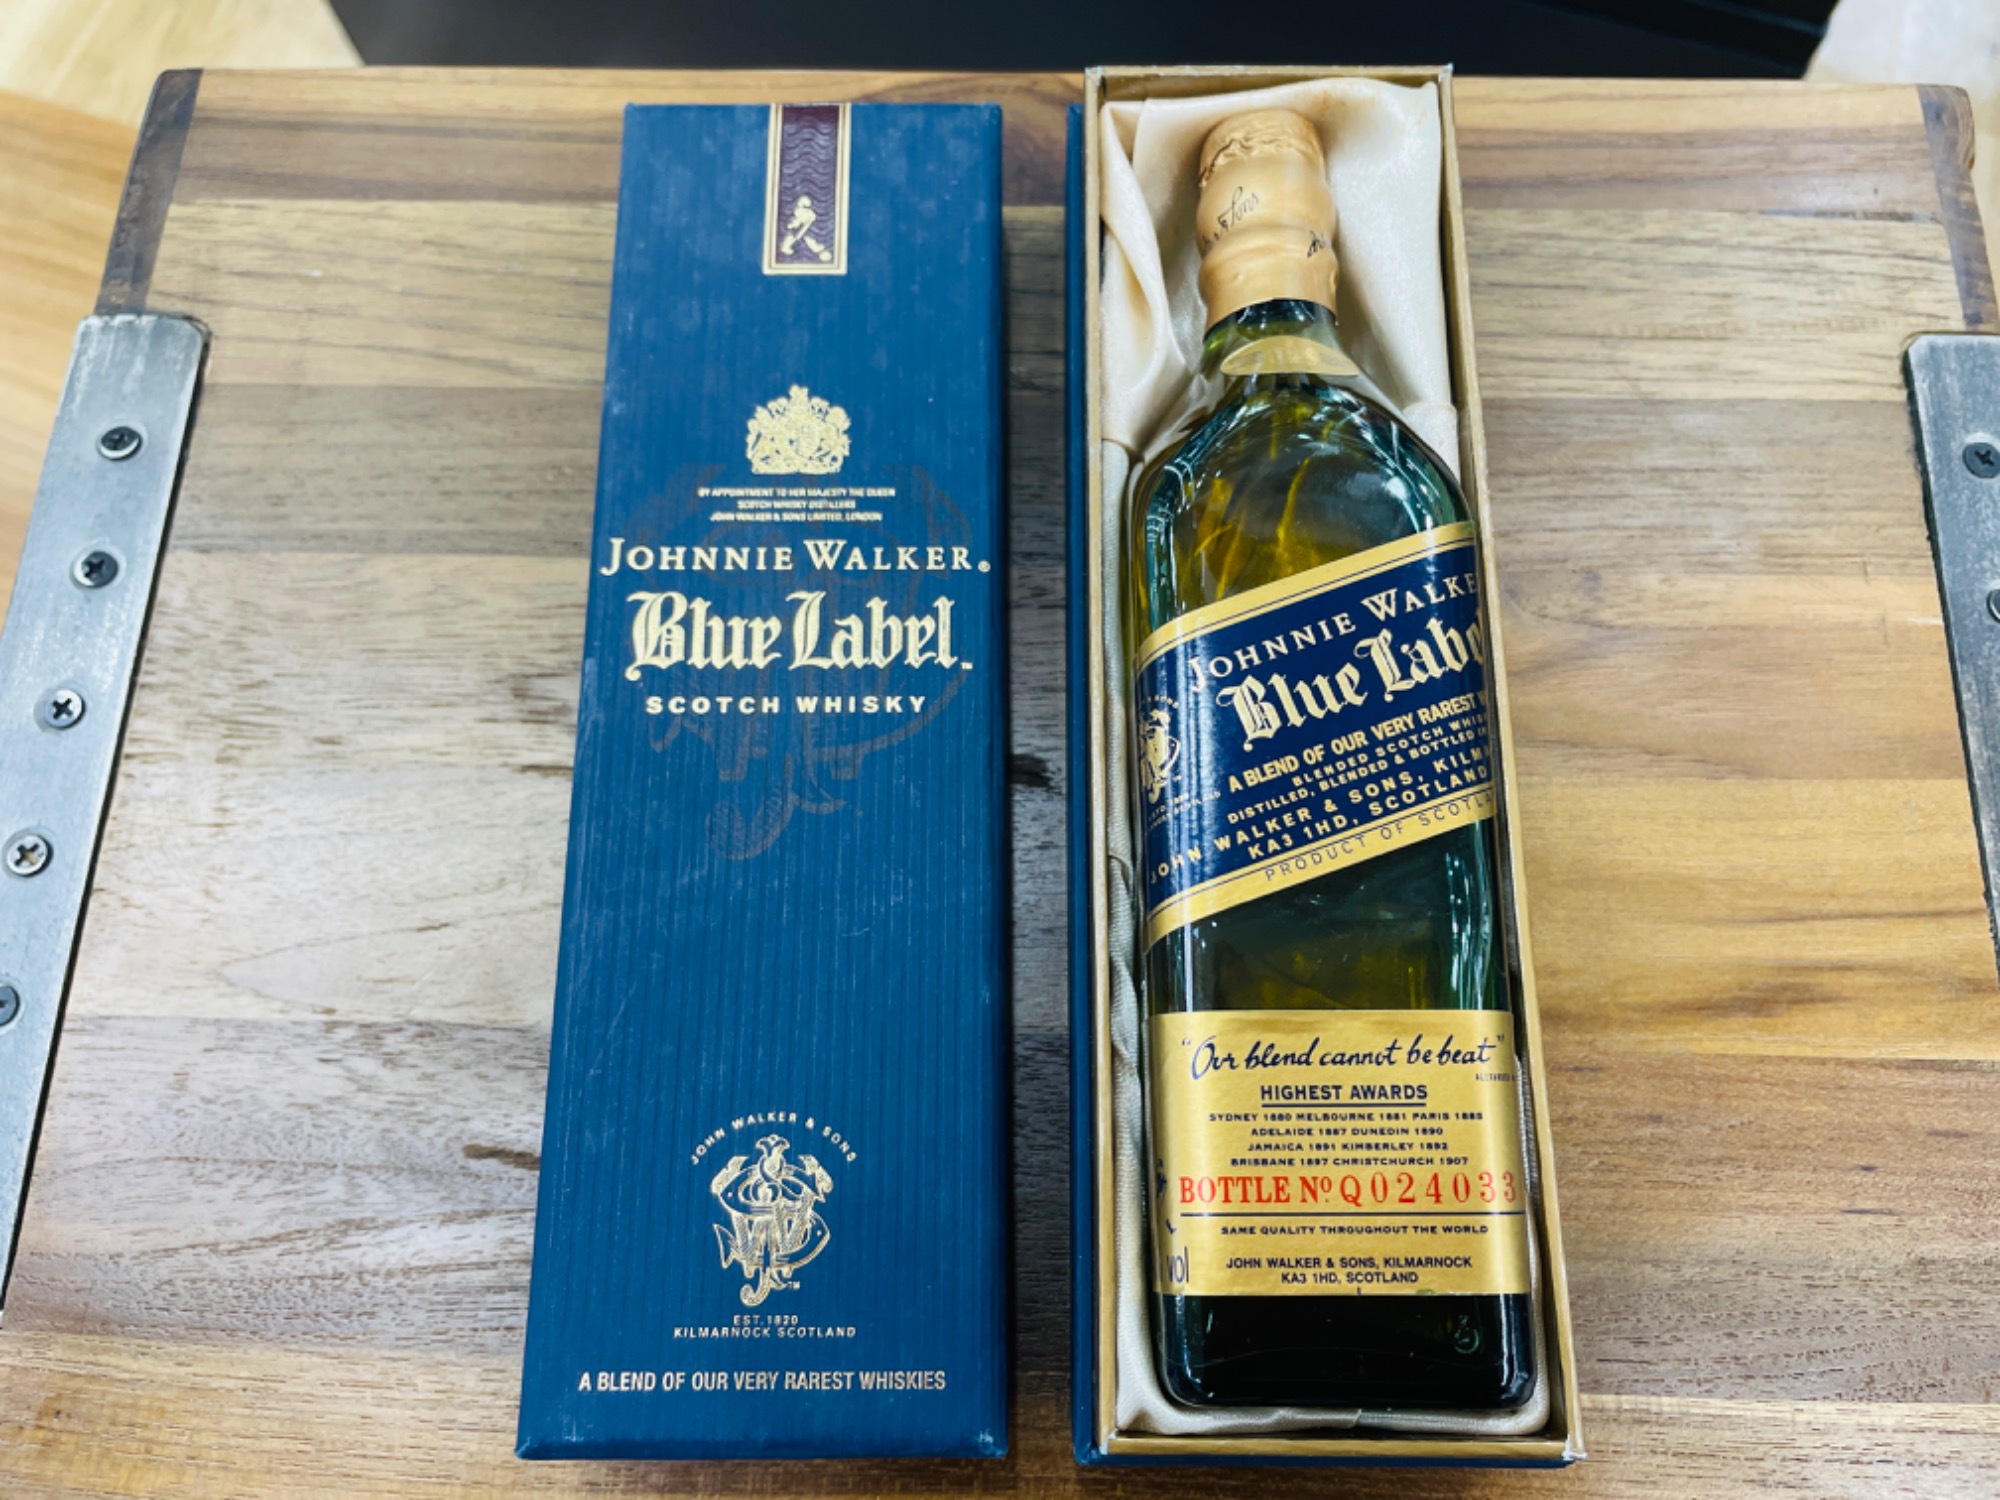 BY APPOINTMENT TO HER MAJESTY THE QUEEN
SCOTCH WHISKY DISTILLERS
JOHN WALKER & SONS LIMITED, LONDON
JOHNNIE WALKER®
Blue Label™
SCOTCH WHISKY
JOHN WALKER & SONS
EST. 1820
KILMARNOCK SCOTLAND
A BLEND OF OUR VERY RAREST WHISKIES
& Sons
JOHNNIE WALKE
Blue Labe
A BLEND OF OUR VERY RAREST W
BLENDED SCOTCH WHIS
DISTILLED, BLENDED & BOTTLED I
JOHN WALKER & SONS, KILM
KA3 1HD, SCOTLAND
PRODUCT OF SCOTLA
"Our blend cannot be beat"
HIGHEST AWARDS
SYDNEY 1880 MELBOURNE 1881 PARIS 1885
ADELAIDE 1887 DUNEDIN 1890
JAMAICA 1891 KIMBERLEY 1892
BRISBANE 1897 CHRISTCHURCH 1907
BOTTLE Nº Q024033
SAME QUALITY THROUGHOUT THE WORLD
vol
JOHN WALKER & SONS, KILMARNOCK
KA3 1HD, SCOTLAND
3